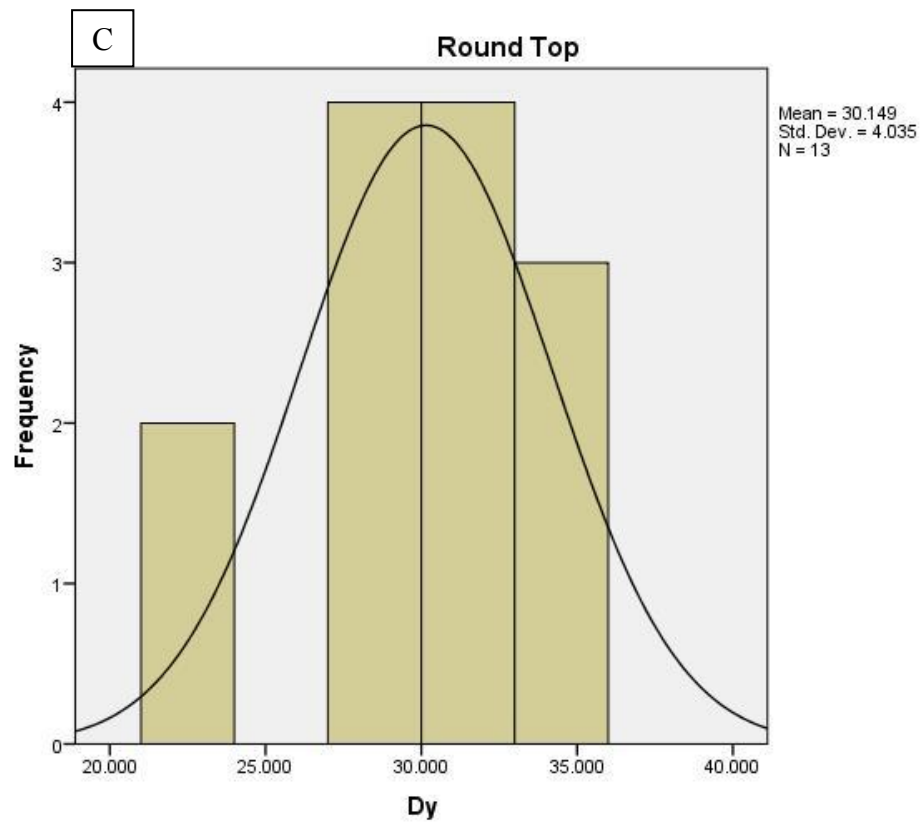 C
Round Top
Mean = 30.149
Std. Dev. = 4.035
N = 13
Frequency
4
3
2
1
0
20.000 25.000 30.000 35.000 40.000
Dy